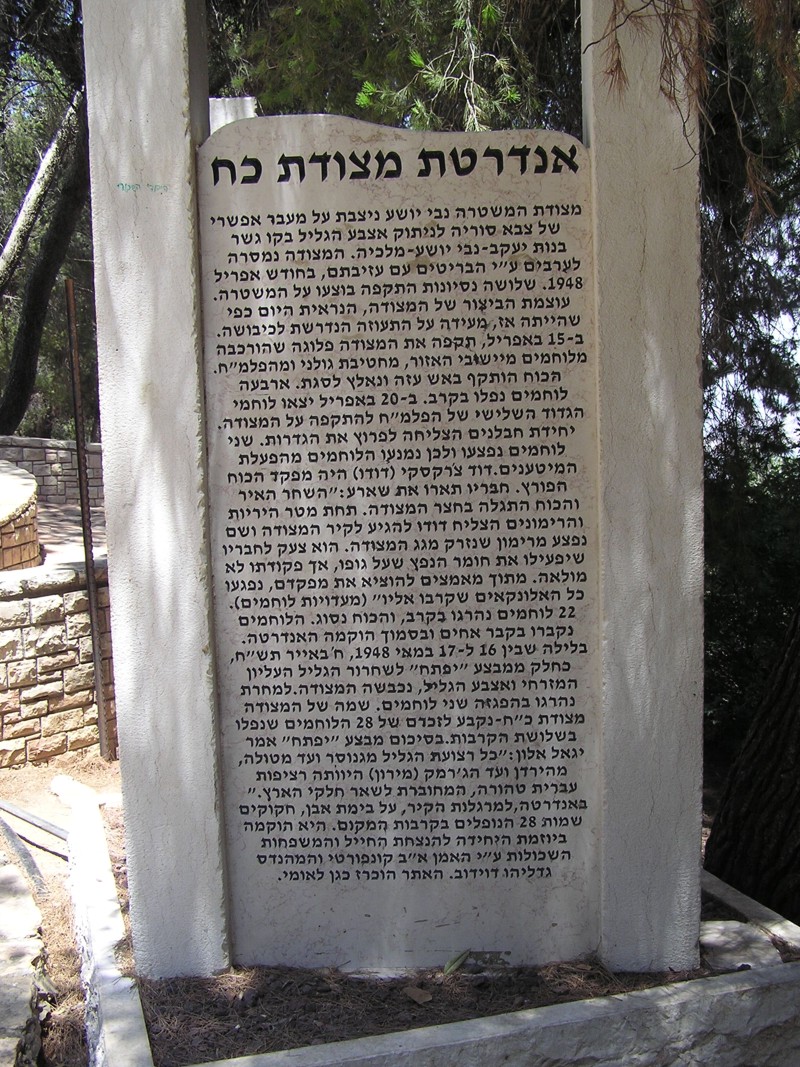 אנדרטת מצודת כח
מצודת המשטרה נבי יושע ניצבת על מעבר אפשרי
של צבא סוריה לניתוק אצבע הגליל בקו גשר
בנות יעקב-נבי יושע-מלכיה. המצודה נמסרה
לערבים ע״י הבריטים עם עזיבתם, בחודש אפריל
1948. שלושה נסיונות התקפה בוצעו על המשטרה.
עוצמת הביצור של המצודה, הנראית היום כפי
שהייתה אז, מעידה על התעוזה הנדרשת לכיבושה.
ב-15 באפריל, תקפה את המצודה פלוגה שהורכבה
מלוחמים מיישובי האזור, מחטיבת גולני ומהפלמ״ח.
הכוח הותקף באש עזה ונאלץ לסגת. ארבעה
לוחמים נפלו בקרב. ב-20 באפריל יצאו לוחמי
הגדוד השלישי של הפלמ״ח להתקפה על המצודה.
יחידת חבלנים הצליחה לפרוץ את הגדרות. שני
לוחמים נפצעו ולכן נמנעו הלוחמים מהפעלת
המיטענים.דוד צ׳רקסקי (דודו) היה מפקד הכוח
הפורץ. חבריו תארו את שארע:״השחר האיר
והכוח התגלה בחצר המצודה. תחת מטר היריות
והרימונים הצליח דודו להגיע לקיר המצודה ושם
נפצע מרימון שנזרק מגג המצודה. הוא צעק לחבריו
שיפעילו את חומר הנפץ שעל גופו, אך פקודתו לא
מולאה. מתוך מאמצים להוציא את מפקדם, נפגעו
כל האלונקאים שקרבו אליו״ (מעדויות לוחמים).
22 לוחמים נהרגו בקרב, והכוח נסוג. הלוחמים
נקברו בקבר אחים ובסמוך הוקמה האנדרטה.
בלילה שבין 16 ל-17 במאי 1948, ח׳באייר תש״ח,
כחלק ממבצע ״יפתח״ לשחרור הגליל העליון
המזרחי ואצבע הגליל, נכבשה המצודה.למחרת
נהרגו בהפגזה שני לוחמים. שמה של המצודה
מצודת כ״ח-נקבע לזכרם של 28 הלוחמים שנפלו
בשלושת הקרבות.בסיכום מבצע ״יפתח״ אמר
יגאל אלון:״כל רצועת הגליל מגנוסר ועד מטולה,
מהירדן ועד הג׳רמק (מירון) היוותה רציפות
עברית טהורה, המחוברת לשאר חלקי הארץ.״
באנדרטה,למרגלות הקיר, על בימת אבן, חקוקים
שמות 28 הנופלים בקרבות המקום. היא תוקמה
ביוזמת היחידה להנצחת החייל והמשפחות
השכולות ע״י האמן א״ב קונפורטי והמהנדס
גדליהו דוידוב. האתר הוכרז כגן לאומי.